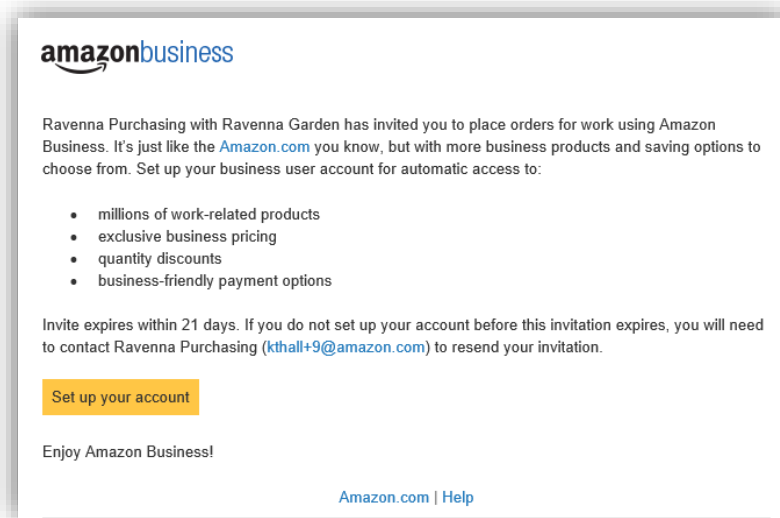 amazonbusiness
Ravenna Purchasing with Ravenna Garden has invited you to place orders for work using Amazon
Business. It's just like the Amazon.com you know, but with more business products and saving options to
choose from. Set up your business user account for automatic access to:
• millions of work-related products
• exclusive business pricing
• quantity discounts
• business-friendly payment options
Invite expires within 21 days. If you do not set up your account before this invitation expires, you will need
to contact Ravenna Purchasing (kthall+9@amazon.com) to resend your invitation.
Set up your account
Enjoy Amazon Business!
Amazon.com | Help